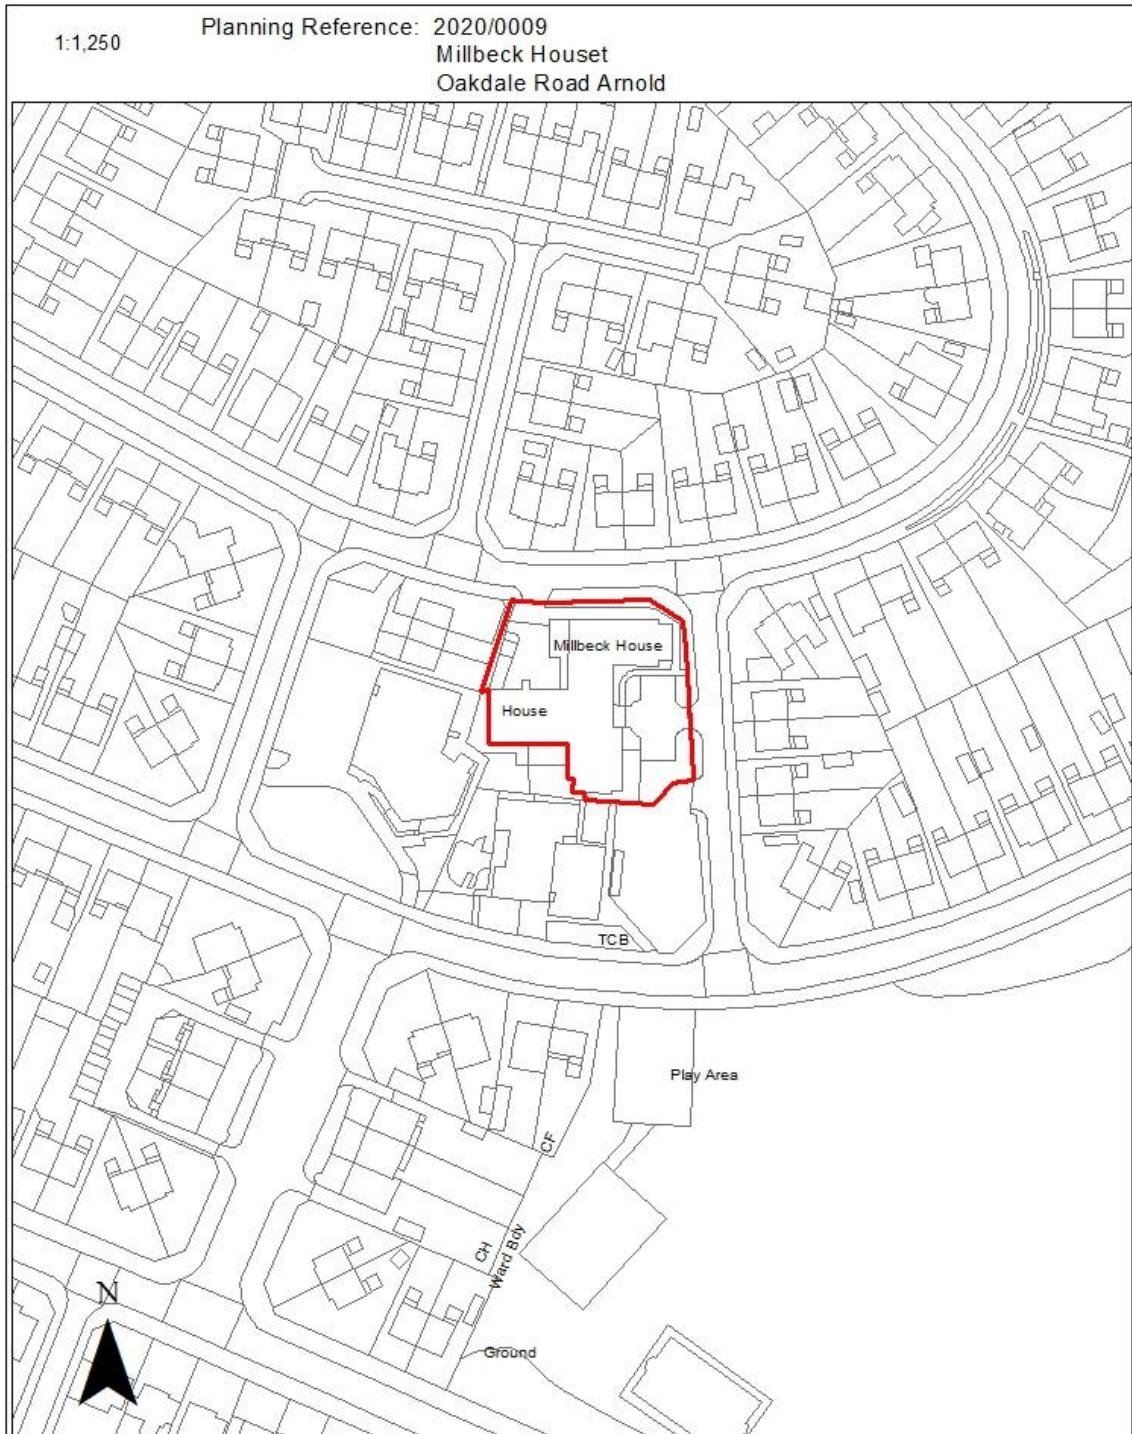 1:1,250
Planning Reference: 2020/0009
Millbeck Houset
Oakdale Road Arnold
Millbeck House
House
TCB
Play Area
CF
CH
Ward Bdy
N
Ground